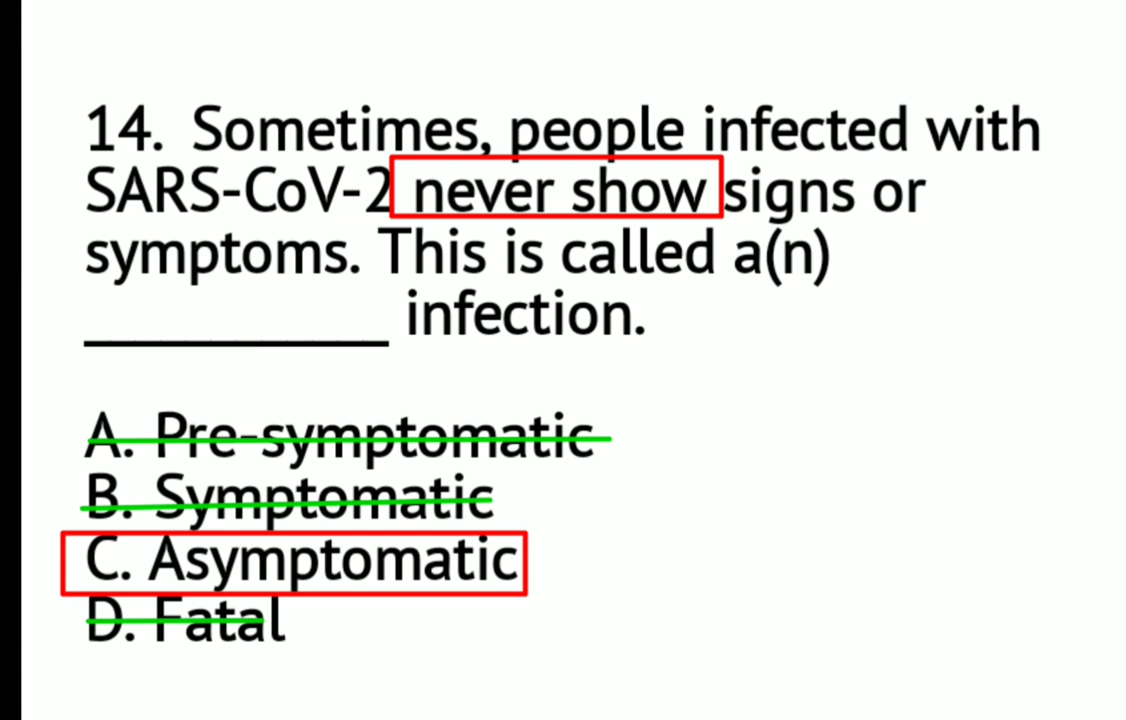 14. Sometimes, people infected with
SARS-CoV-2 never show signs or
symptoms. This is called a(n)
____________ infection.
A. Pre-symptomatic
B. Symptomatic
C. Asymptomatic
D. Fatal